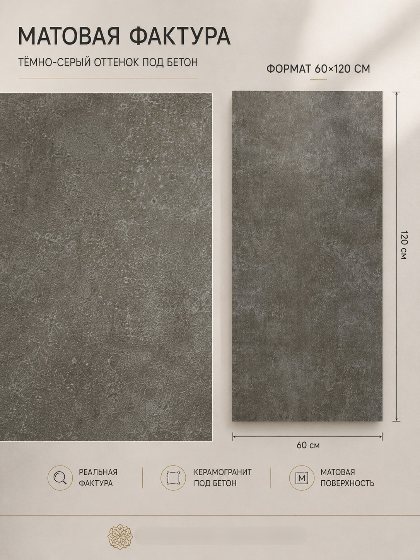 МАТОВАЯ ФАКТУРА
ТЁМНО-СЕРЫЙ ОТТЕНОК ПОД БЕТОН
ФОРМАТ 60×120 СМ
120 см
60 см
РЕАЛЬНАЯ
ФАКТУРА
КЕРАМОГРАНИТ
ПОД БЕТОН
M
МАТОВАЯ
ПОВЕРХНОСТЬ